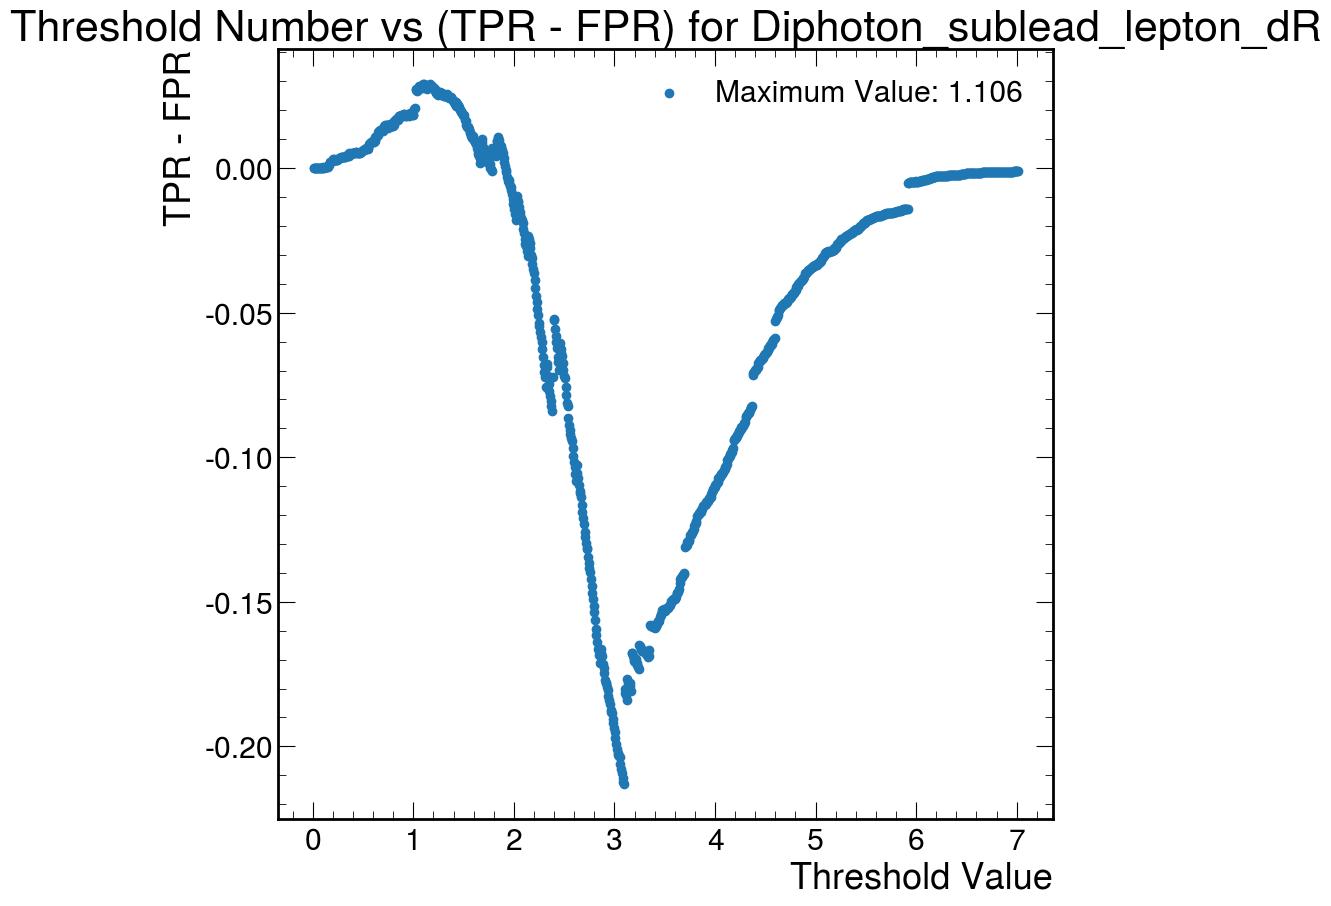 Threshold Number vs (TPR - FPR) for Diphoton_sublead_lepton_dR
TPR - FPR
Maximum Value: 1.106
0.00
-0.05
-0.10
-0.15
-0.20
0 1 2 3 4 5 6 7
Threshold Value